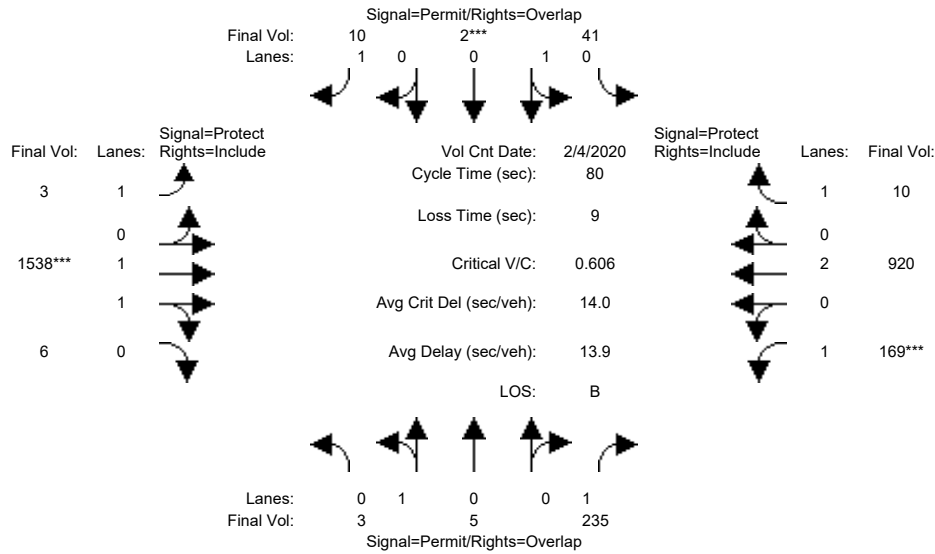 Signal=Permit/Rights=Overlap
Final Vol: 10 2*** 41
Lanes: 1 0 0 1 0
Signal=Protect Signal=Protect
Final Vol: Lanes: Rights=Include Vol Cnt Date: 2/4/2020 Rights=Include Lanes: Final Vol:
Cycle Time (sec): 80
3 1 1 10
Loss Time (sec): 9
0 0
1538*** 1 Critical V/C: 0.606 2 920
1 Avg Crit Del (sec/veh): 14.0 0
6 0 Avg Delay (sec/veh): 13.9 1 169***
LOS: B
Lanes: 0 1 0 0 1
Final Vol: 3 5 235
Signal=Permit/Rights=Overlap